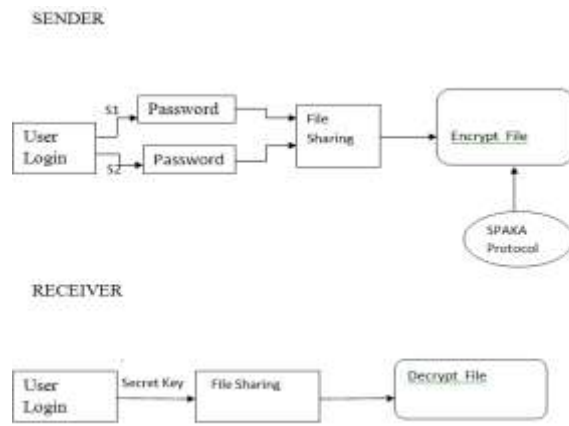 SENDER
S1
Password
File
Sharing
User
Login
Encrypt File
S2
Password
SPAKA
Protocol
RECEIVER
User
Login
Secret Key
File Sharing
Decrypt File